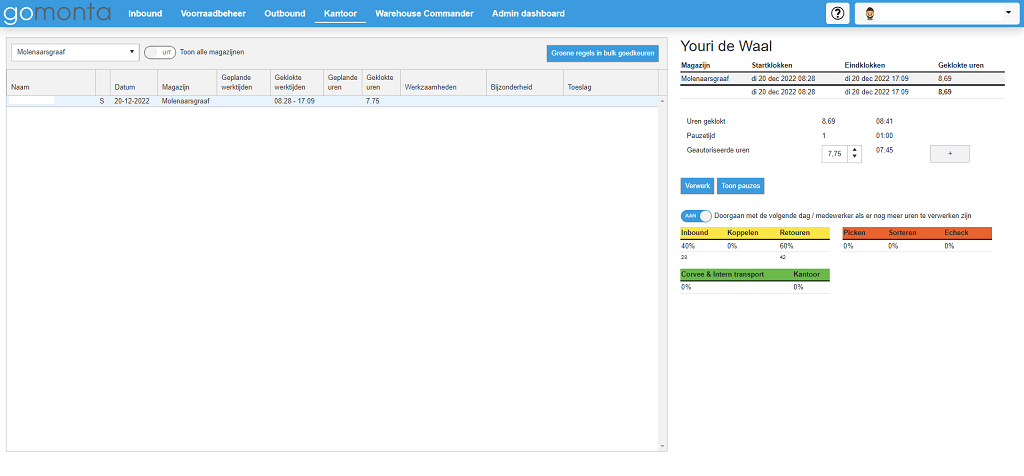 gomonta Inbound Voorraadbeheer Outbound Kantoor Warehouse Commander Admin dashboard ?
Molenaarsgraaf Off Toon alle magazijnen Groene regels in bulk goedkeuren
Naam Datum Magazijn Geplande werktijden Geklokte werktijden Geplande uren Geklokte uren Werkzaamheden Bijzonderheid Toeslag
S 20-12-2022 Molenaarsgraaf 08:28 - 17:09 7.75
Youri de Waal
Magazijn Startklokken Eindklokken Geklokte uren
Molenaarsgraaf di 20 dec 2022 08:28 di 20 dec 2022 17:09 8,69
di 20 dec 2022 08:28 di 20 dec 2022 17:09 8,69
Uren geklokt 8,69 08:41
Pauzetijd 1 01:00
Geautoriseerde uren 7,75 07:45 +
Verwerk Toon pauzes
AAN Doorgaan met de volgende dag / medewerker als er nog meer uren te verwerken zijn
Inbound Koppelen Retouren Picken Sorteren Echeck
40% 0% 60% 0% 0% 0%
28 42
Corvee & Intern transport Kantoor
0% 0%